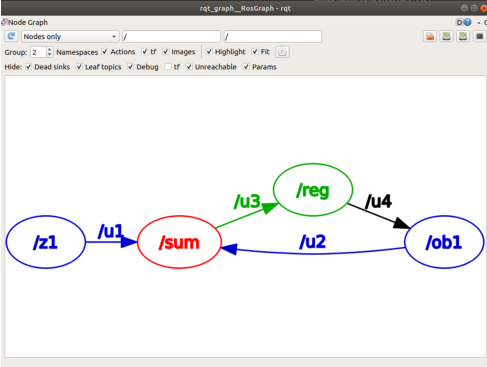 rqt_graph__RosGraph - rqt
Node Graph
Nodes only / /
Group: 2 Namespaces Actions tf Images Highlight Fit
Hide: Dead sinks Leaf topics Debug tf Unreachable Params
/reg
/u3 /u4
/u1 /u2
/z1 /sum /ob1